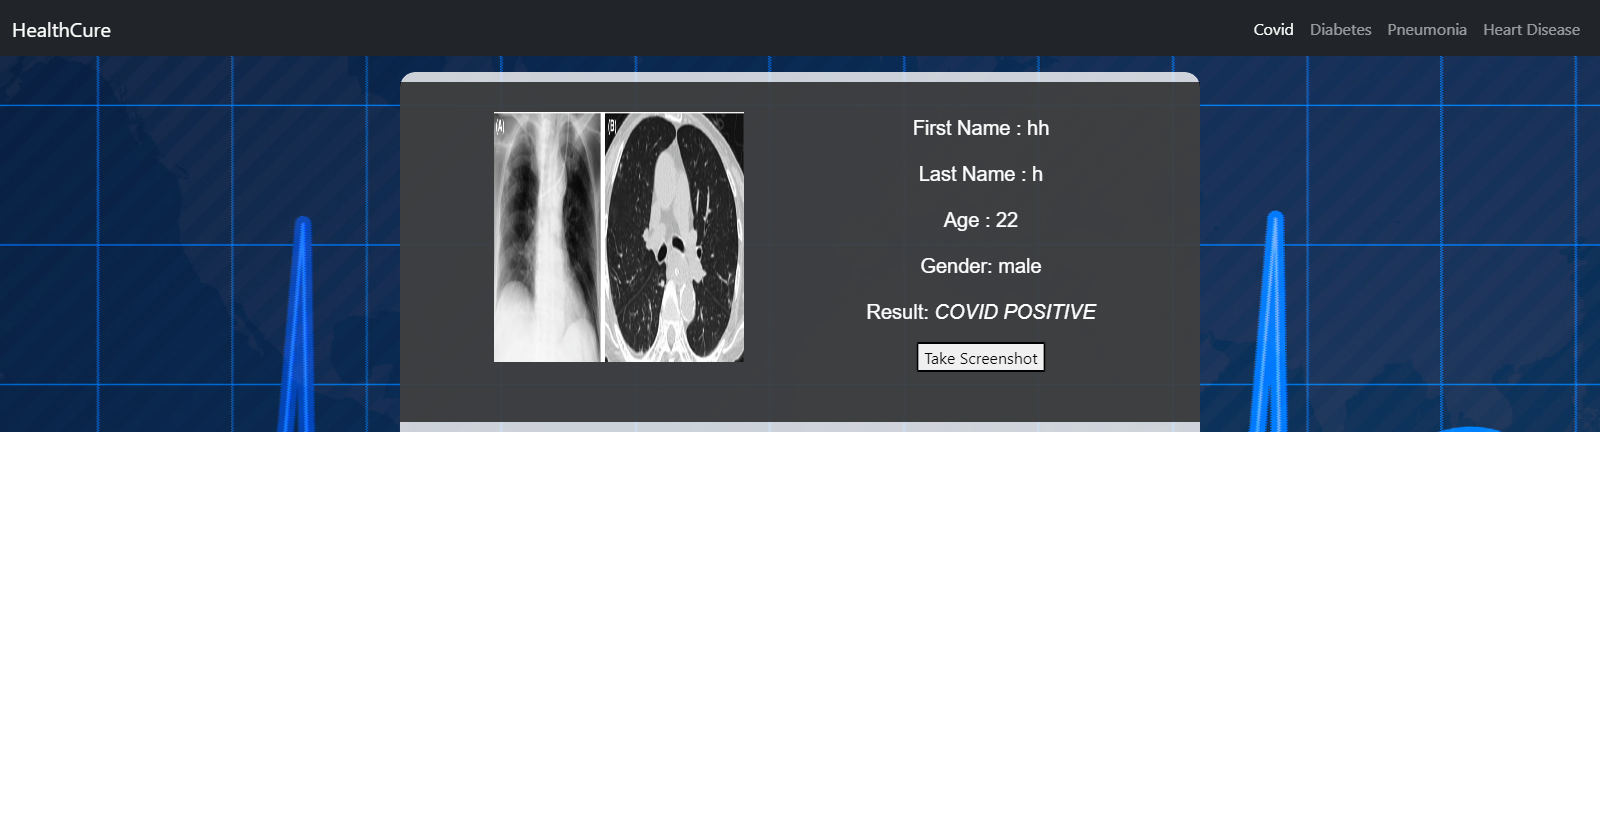 HealthCure
Covid Diabetes Pneumonia Heart Disease
(A) (B)
First Name : hh
Last Name : h
Age : 22
Gender: male
Result: COVID POSITIVE
Take Screenshot